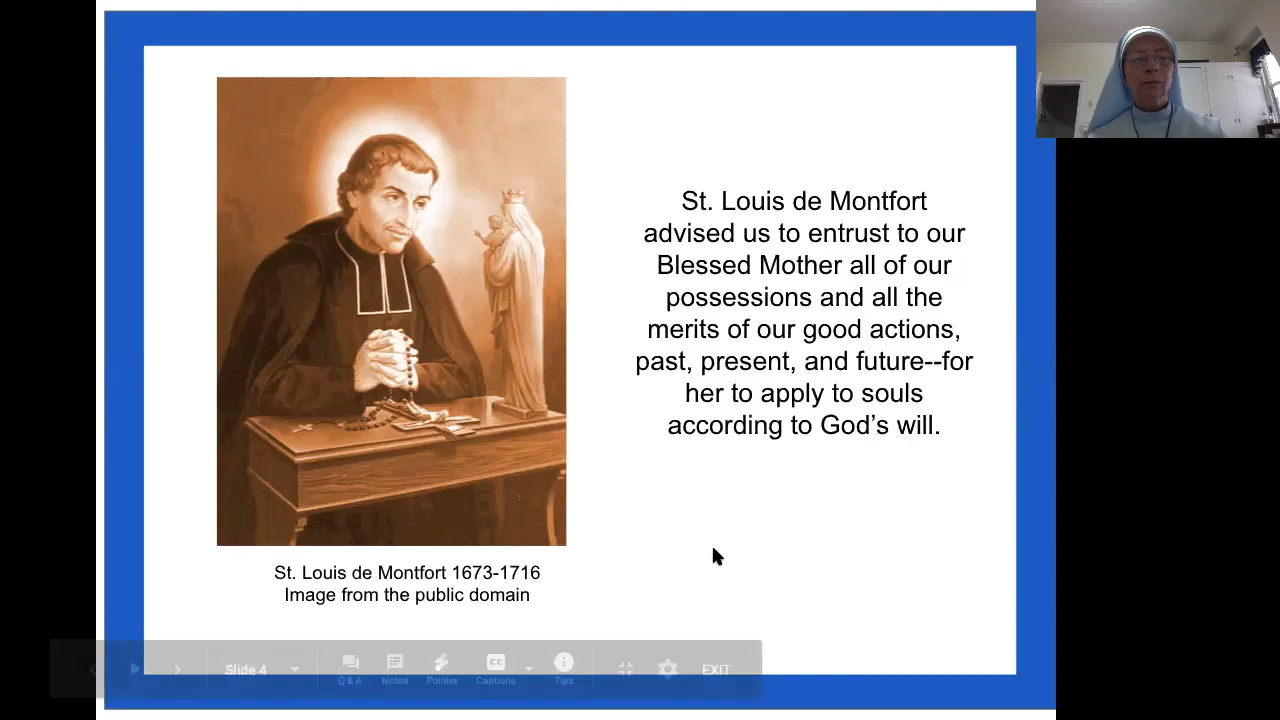 St. Louis de Montfort
advised us to entrust to our
Blessed Mother all of our
possessions and all the
merits of our good actions,
past, present, and future--for
her to apply to souls
according to God’s will.
St. Louis de Montfort 1673-1716
Image from the public domain
Slide 4
Q & A
Notes
Pointer
CC
Captions
Tips
EXIT